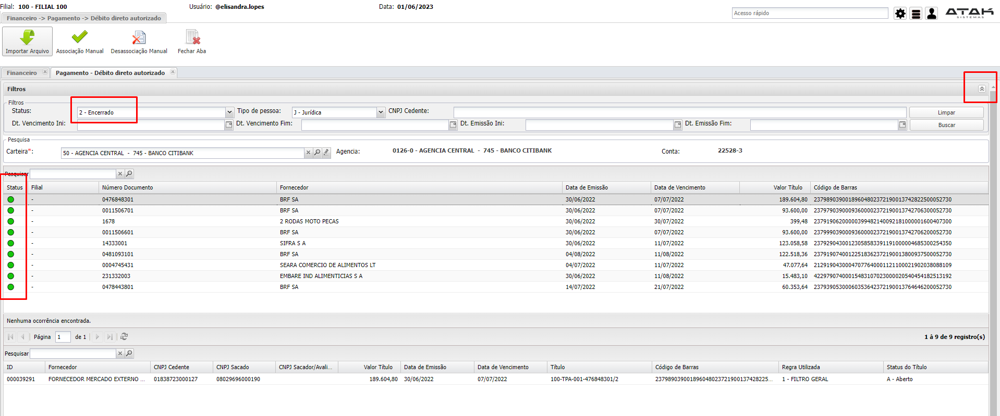 Filial: 100 - FILIAL 100 Usuário: @elisandra.lopes Data: 01/06/2023
Financeiro -> Pagamento -> Débito direto autorizado
Acesso rápido
ATAK
SISTEMAS
Importar Arquivo Associação Manual Desassociação Manual Fechar Aba
Financeiro Pagamento - Débito direto autorizado
Filtros
Filtros
Status: 2 - Encerrado Tipo de pessoa: J - Jurídica CNPJ Cedente: Limpar
Dt. Vencimento Ini: Dt. Vencimento Fim: Dt. Emissão Ini: Dt. Emissão Fim: Buscar
Pesquisa
Carteira*: 50 - AGENCIA CENTRAL - 745 - BANCO CITIBANK Agencia: 0126-0 - AGENCIA CENTRAL - 745 - BANCO CITIBANK Conta: 22528-3
Pesquisar
Status Filial Número Documento Fornecedor Data de Emissão Data de Vencimento Valor Título Código de Barras
- 0476848301 BRF SA 30/06/2022 07/07/2022 189.604,80 23798903900189604802372190013742822500052730
- 0011506701 BRF SA 30/06/2022 07/07/2022 93.600,00 23797903900093600002372190013742706300052730
- 1678 2 RODAS MOTO PECAS 30/06/2022 30/07/2022 399,48 23791906200000399482140092181000001600407300
- 0011506601 BRF SA 30/06/2022 07/07/2022 93.600,00 23799903900093600002372190013742706200052730
- 14333001 SIFRA S A 30/06/2022 11/07/2022 123.058,58 23792904300123058583391191000004685300254350
- 0481093101 BRF SA 04/08/2022 11/08/2022 122.518,36 23791907400122518362372190013800937500052730
- 0004745431 SEARA COMERCIO DE ALIMENTOS LT 04/07/2022 11/07/2022 47.077,64 21291904300047077640001121100021902038088109
- 231332003 EMBARE IND ALIMENTICIAS S A 30/06/2022 11/08/2022 15.483,10 42297907400015483107023000020540454182513192
- 0478443801 BRF SA 14/07/2022 21/07/2022 60.353,64 23793905300060353642372190013764646200052730
Nenhuma ocorrência encontrada.
Página 1 de 1 1 à 9 de 9 registro(s)
Pesquisar
ID Fornecedor CNPJ Cedente CNPJ Sacado CNPJ Sacador/Avali... Valor Título Data de Emissão Data de Vencimento Título Código de Barras Regra Utilizada Status do Título
000039291 FORNECEDOR MERCADO EXTERNO ... 01838723000127 08029696000190 189.604,80 30/06/2022 07/07/2022 100-TPA-001-476848301/2 23798903900189604802372190013742822​5... 1 - FILTRO GERAL A - Aberto